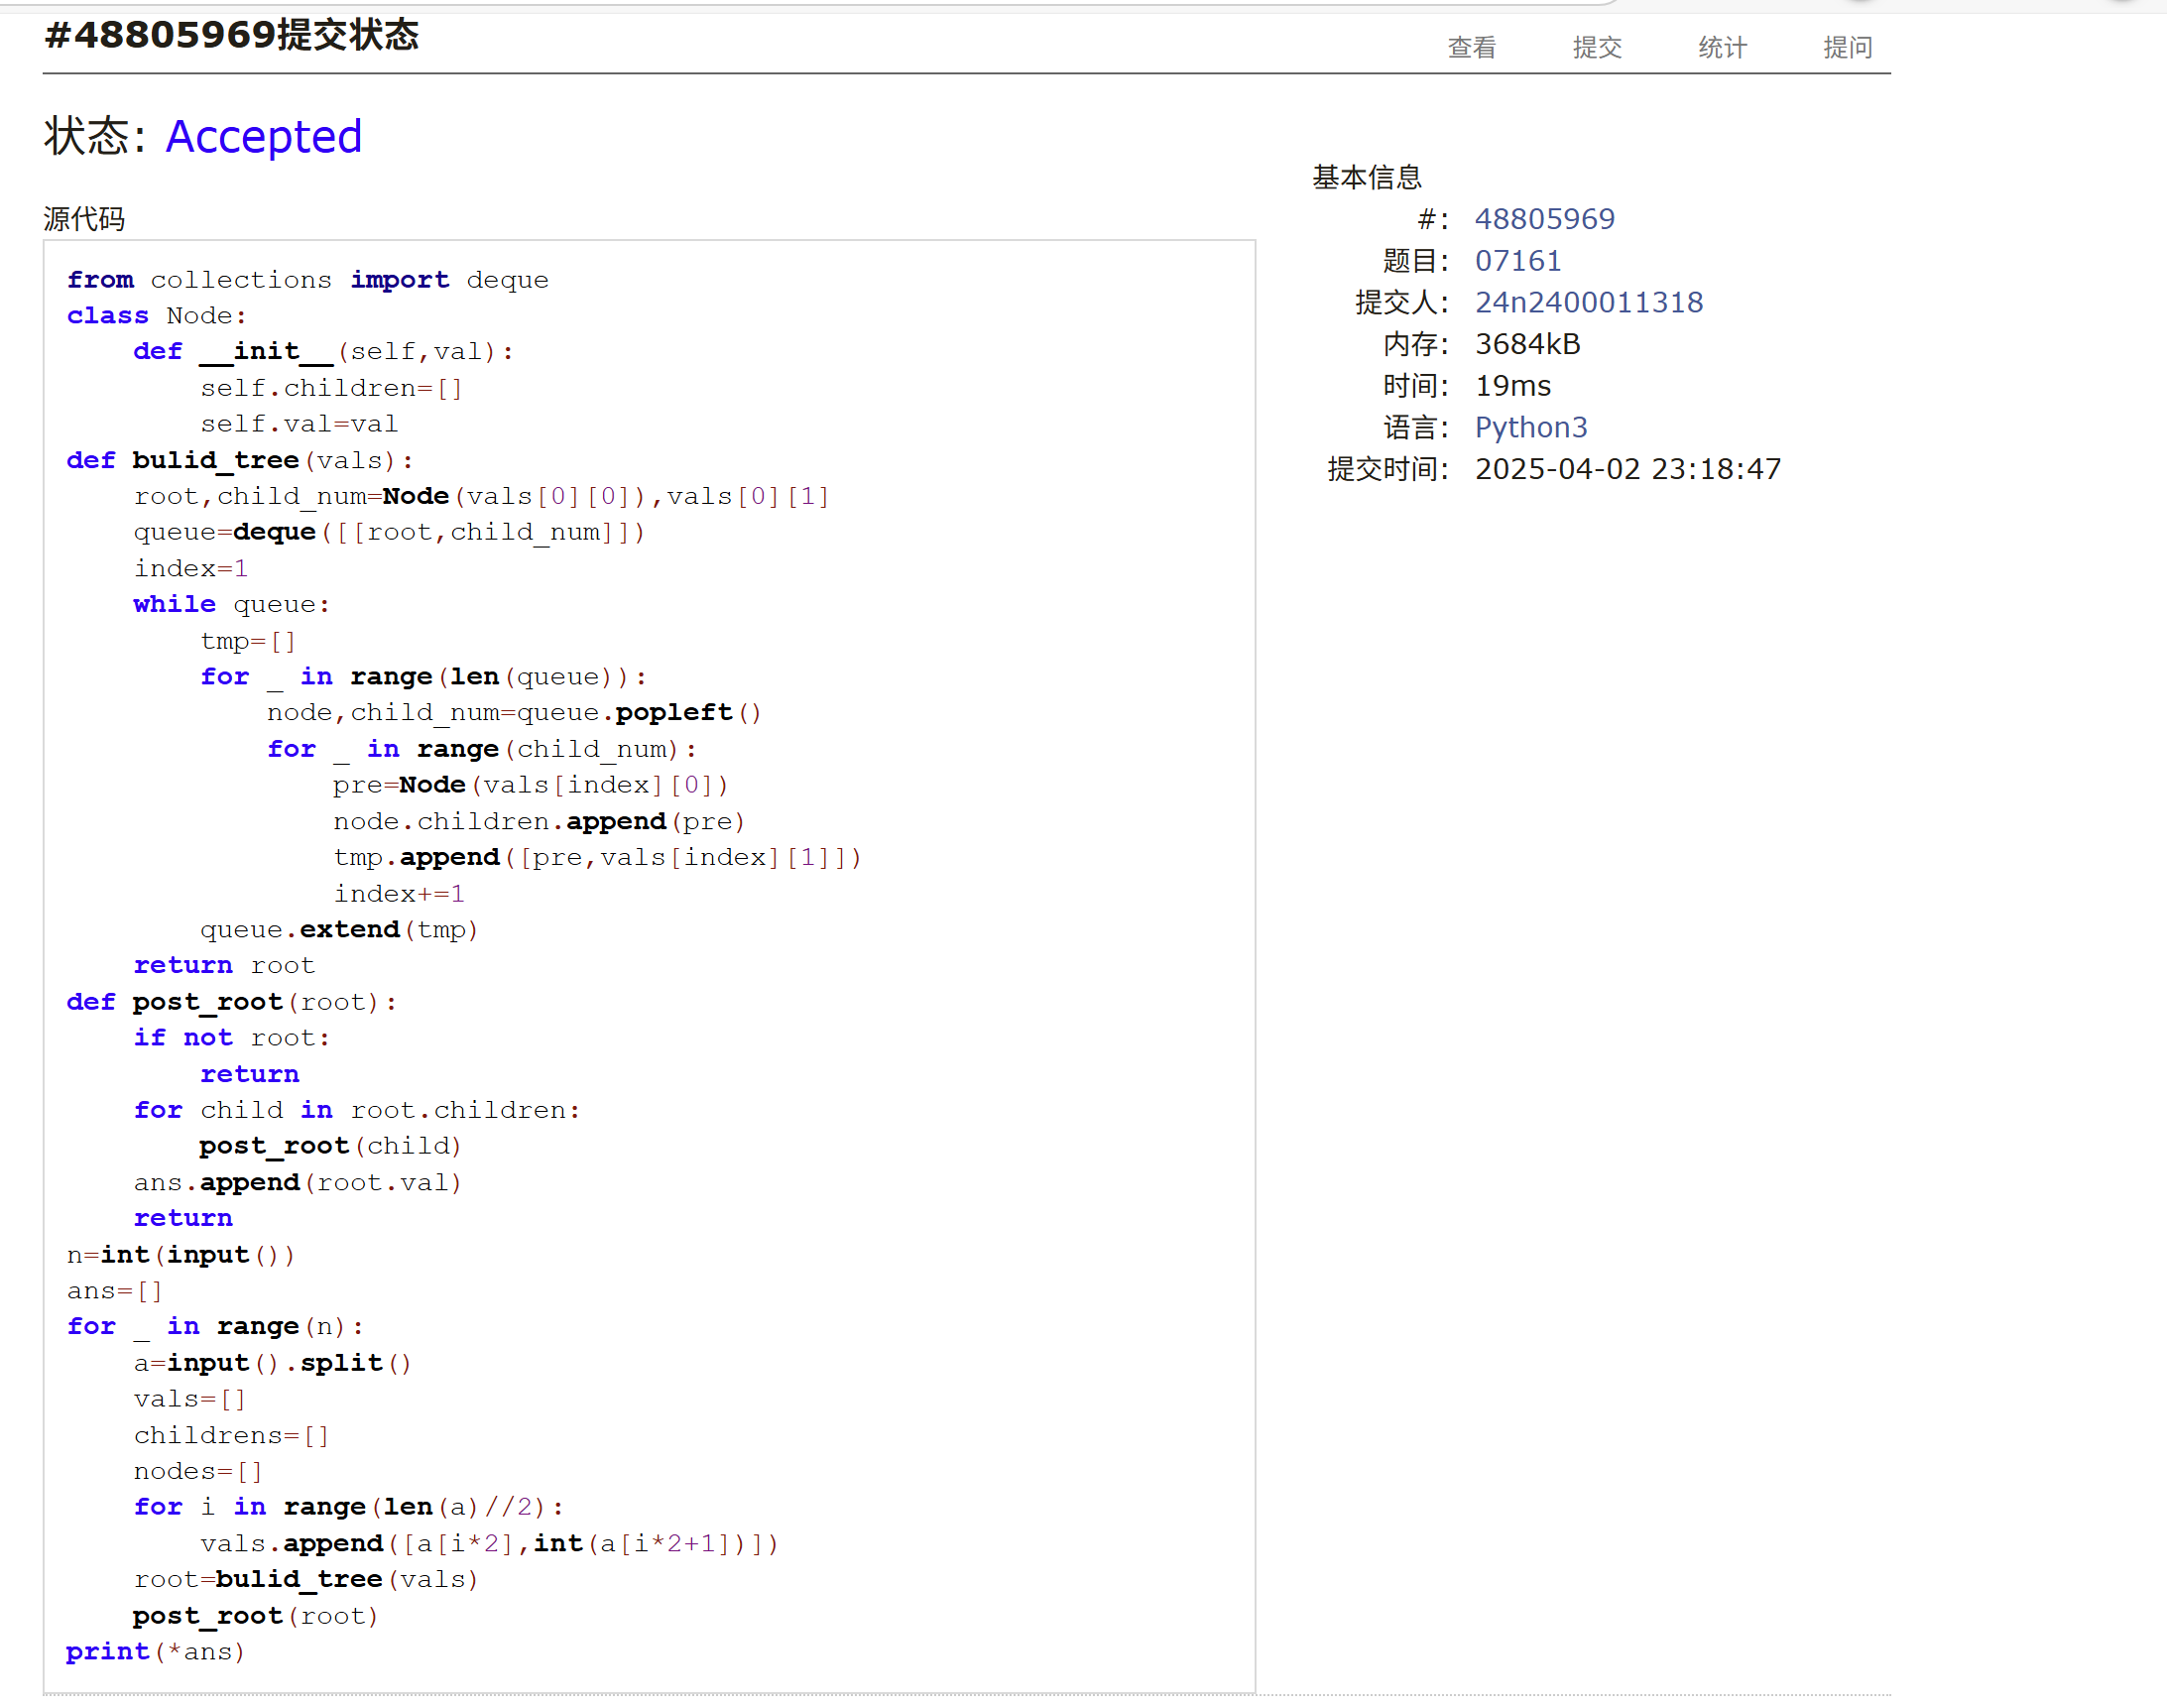 #48805969提交状态
查看 提交 统计 提问
状态: Accepted
源代码
from collections import deque
class Node:
    def __init__(self,val):
        self.children=[]
        self.val=val
def bulid_tree(vals):
    root,child_num=Node(vals[0][0]),vals[0][1]
    queue=deque([[root,child_num]])
    index=1
    while queue:
        tmp=[]
        for _ in range(len(queue)):
            node,child_num=queue.popleft()
            for _ in range(child_num):
                pre=Node(vals[index][0])
                node.children.append(pre)
                tmp.append([pre,vals[index][1]])
                index+=1
        queue.extend(tmp)
    return root
def post_root(root):
    if not root:
        return
    for child in root.children:
        post_root(child)
    ans.append(root.val)
    return
n=int(input())
ans=[]
for _ in range(n):
    a=input().split()
    vals=[]
    childrens=[]
    nodes=[]
    for i in range(len(a)//2):
        vals.append([a[i*2],int(a[i*2+1])])
    root=bulid_tree(vals)
    post_root(root)
print(*ans)
基本信息
#: 48805969
题目: 07161
提交人: 24n2400011318
内存: 3684kB
时间: 19ms
语言: Python3
提交时间: 2025-04-02 23:18:47